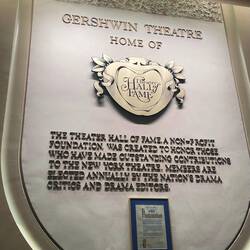 GERSHWIN THEATRE
HOME OF
THEATER
HALL OF
FAME
THE THEATER HALL OF FAME A NON-PROFIT
FOUNDATION, WAS CREATED TO HONOR THOSE
WHO HAVE MADE OUTSTANDING CONTRIBUTIONS
TO THE NEW YORK THEATRE. MEMBERS ARE
ELECTED ANNUALLY BY THE NATION'S DRAMA
CRITICS AND DRAMA EDITORS.
Proclamation